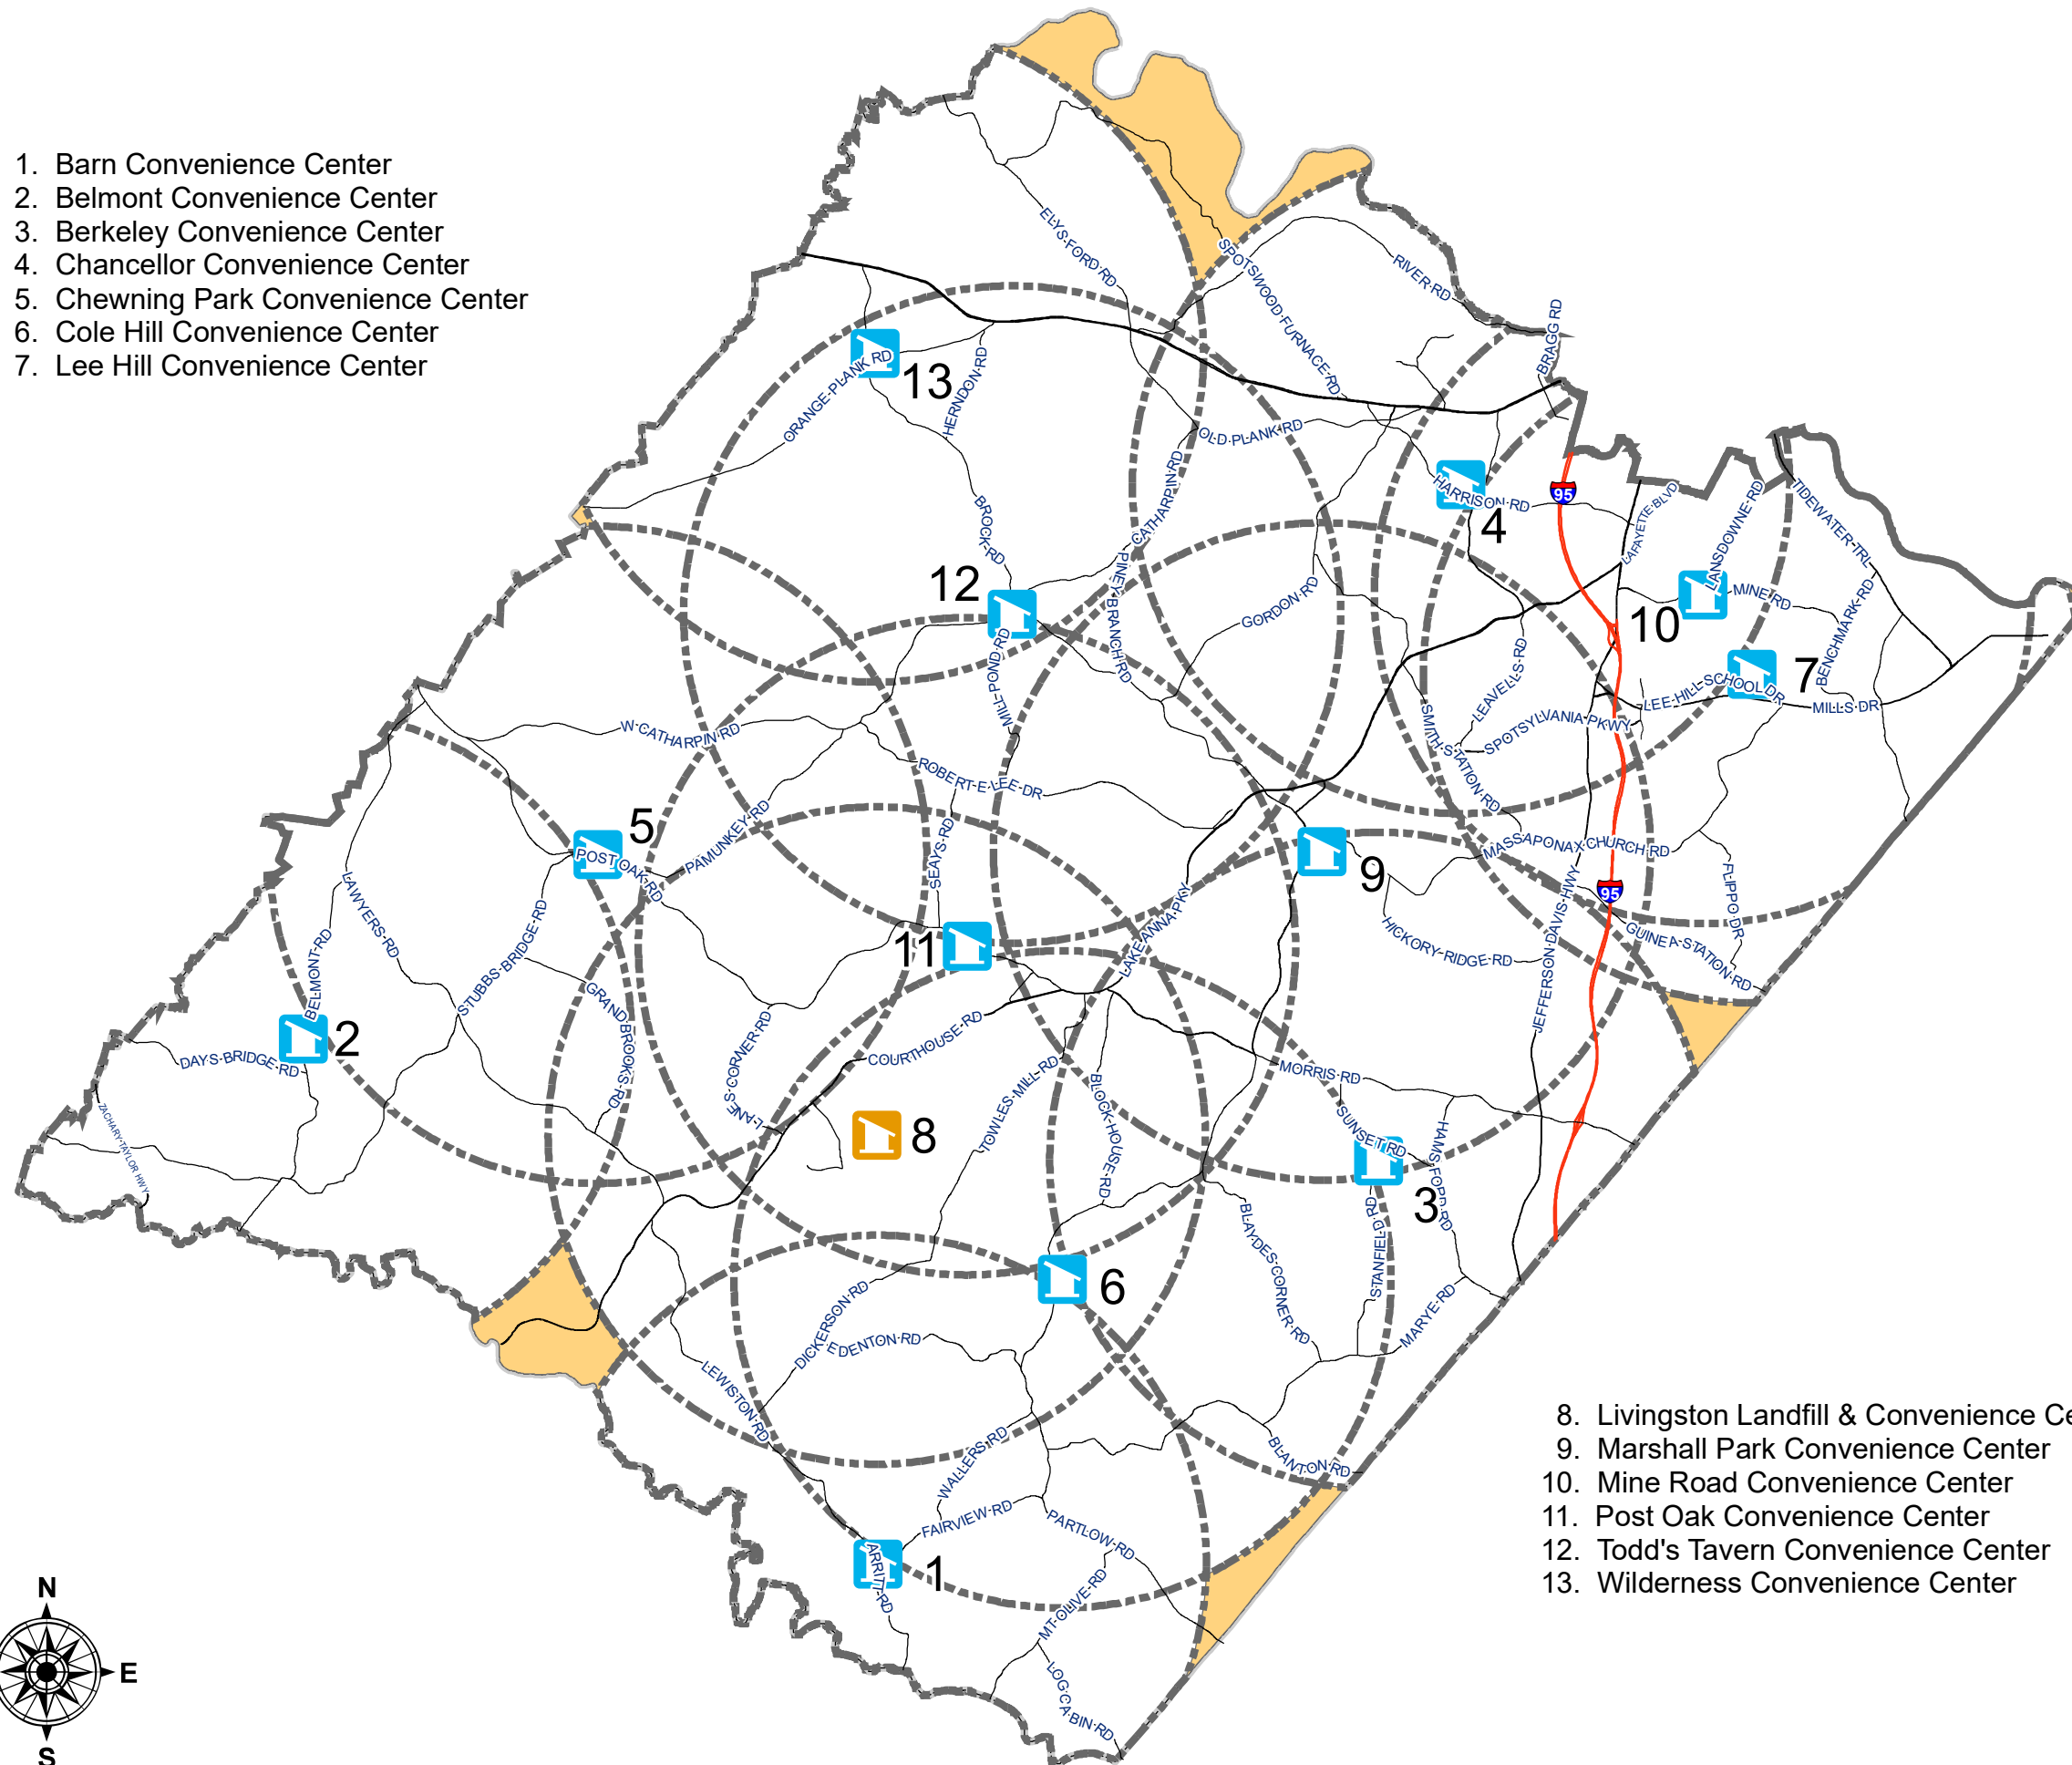 1. Barn Convenience Center
2. Belmont Convenience Center
3. Berkeley Convenience Center
4. Chancellor Convenience Center
5. Chewning Park Convenience Center
6. Cole Hill Convenience Center
7. Lee Hill Convenience Center
ELYS FORD RD
SPOTSWOOD FURNACE RD
RIVER RD
BRAGG RD
13
ORANGE PLANK RD
HERNDON RD
OLD PLANK RD
CATHARPIN RD
BROCK RD
HARRISON RD
4
95
LAFAYETTE BLVD
LANSDOWNE RD
TIDEWATER TRL
12
PINEY BRANCH RD
GORDON RD
10
MINE RD
BENCHMARK RD
MILL POND RD
LEAVELLS RD
7
LEE HILL SCHOOL DR
MILLS DR
SPOTSYLVANIA PKWY
SMITH STATION RD
W CATHARPIN RD
ROBERT E LEE DR
5
POST OAK RD
PAMUNKEY RD
SEAYS RD
9
MASSAPONAX CHURCH RD
FLIPPO DR
95
LAWYERS RD
BELMONT RD
STUBBS BRIDGE RD
GRAND BROOKS RD
11
LAKE ANNA PKY
HICKORY RIDGE RD
JEFFERSON DAVIS HWY
GUINEA STATION RD
2
DAYS BRIDGE RD
ZACHARY TAYLOR HWY
LANES CORNER RD
COURTHOUSE RD
TOWLES MILL RD
BLOCK HOUSE RD
MORRIS RD
8
SUNSET RD
HAMS FORD RD
3
STANFIELD RD
BLAYDES CORNER RD
MARYE RD
6
DICKERSON RD
EDENTON RD
LEWISTON RD
WALLERS RD
BLANTON RD
FAIRVIEW RD
PARTLOW RD
ARRITT RD
1
MT OLIVE RD
LOG CABIN RD
8. Livingston Landfill & Convenience Ce
9. Marshall Park Convenience Center
10. Mine Road Convenience Center
11. Post Oak Convenience Center
12. Todd's Tavern Convenience Center
13. Wilderness Convenience Center
N
E
S